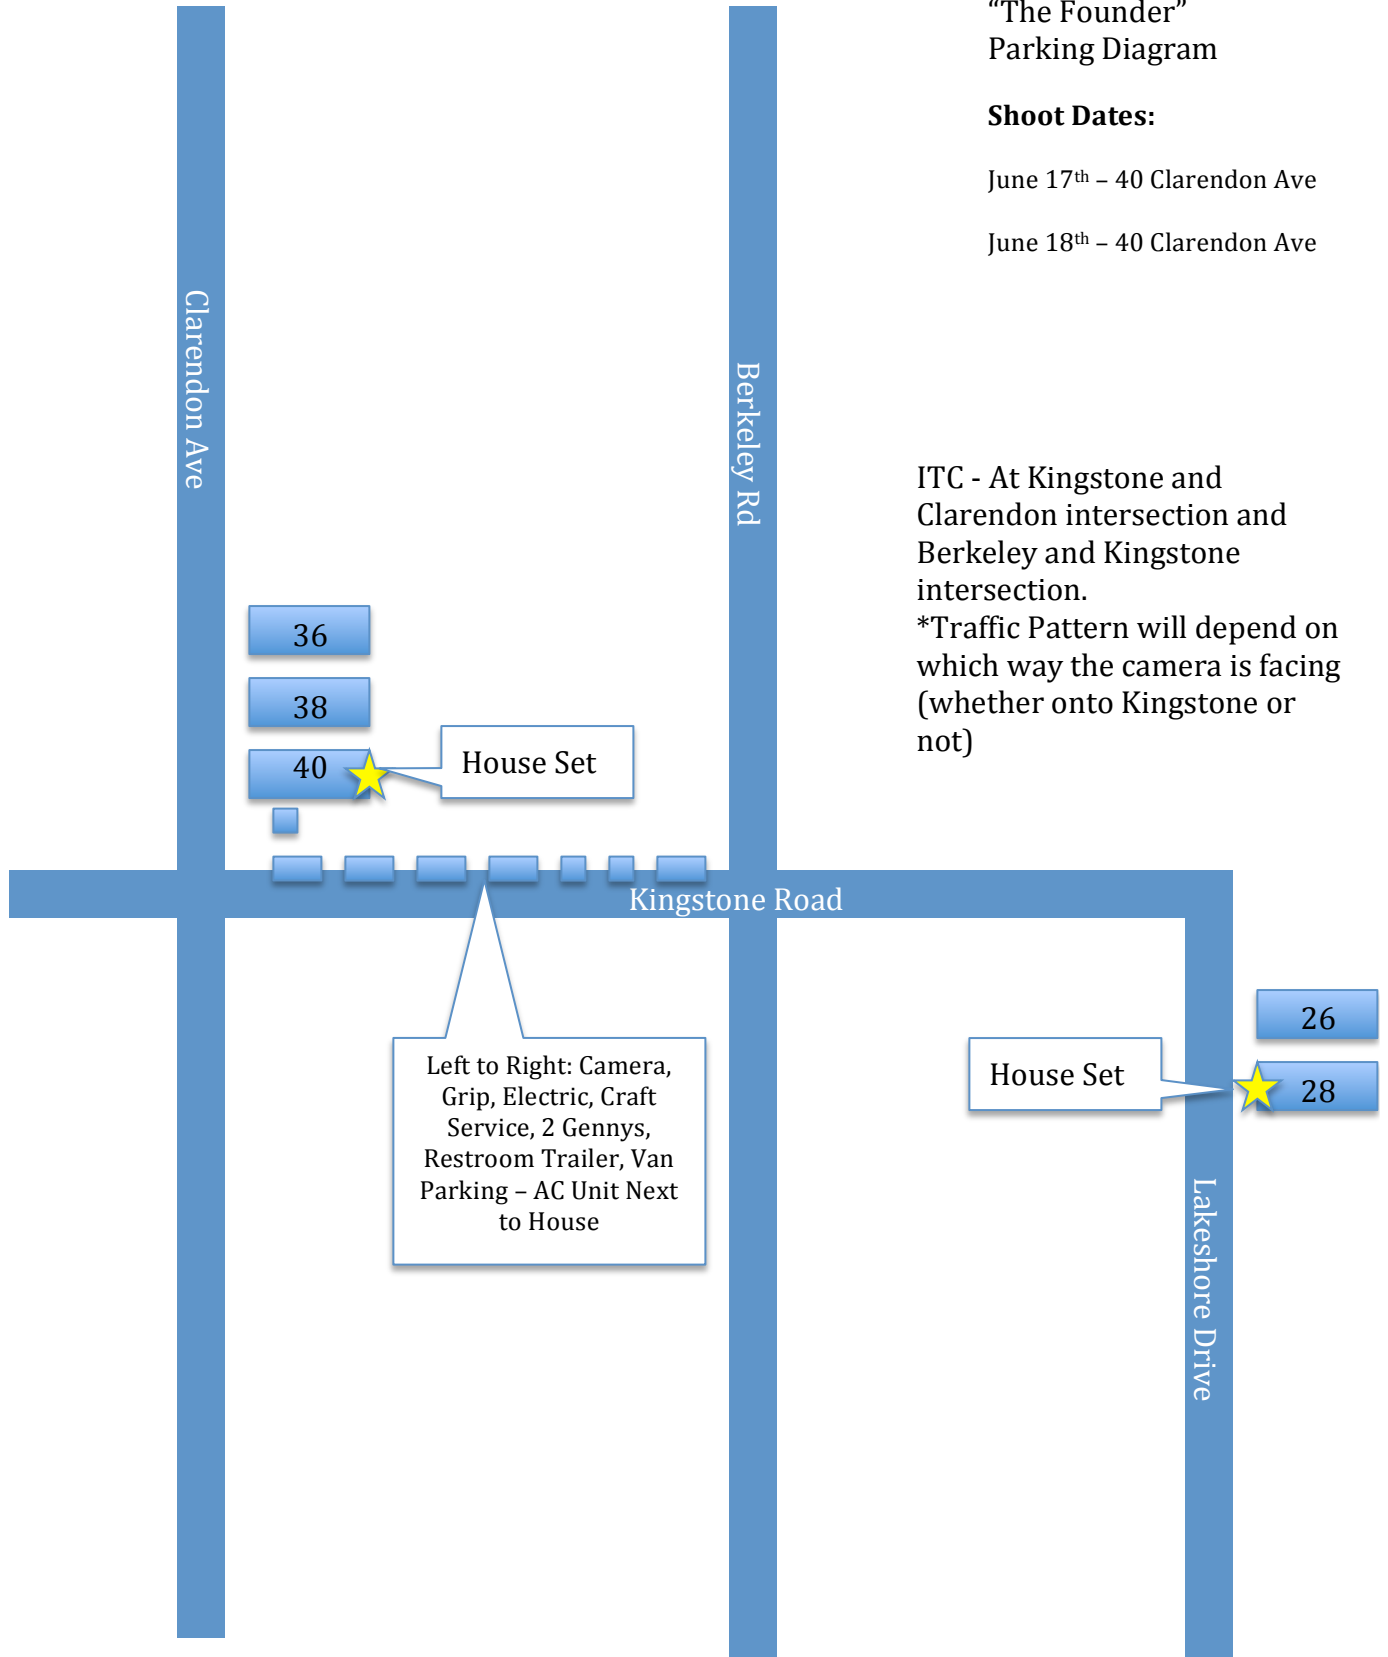 “The Founder”
Parking Diagram
Shoot Dates:
June 17th – 40 Clarendon Ave
June 18th – 40 Clarendon Ave
Clarendon Ave
Berkeley Rd
ITC - At Kingstone and
Clarendon intersection and
Berkeley and Kingstone
intersection.
*Traffic Pattern will depend on
which way the camera is facing
(whether onto Kingstone or
not)
36
38
40
House Set
Kingstone Road
Left to Right: Camera,
Grip, Electric, Craft
Service, 2 Gennys,
Restroom Trailer, Van
Parking – AC Unit Next
to House
House Set
26
28
Lakeshore Drive